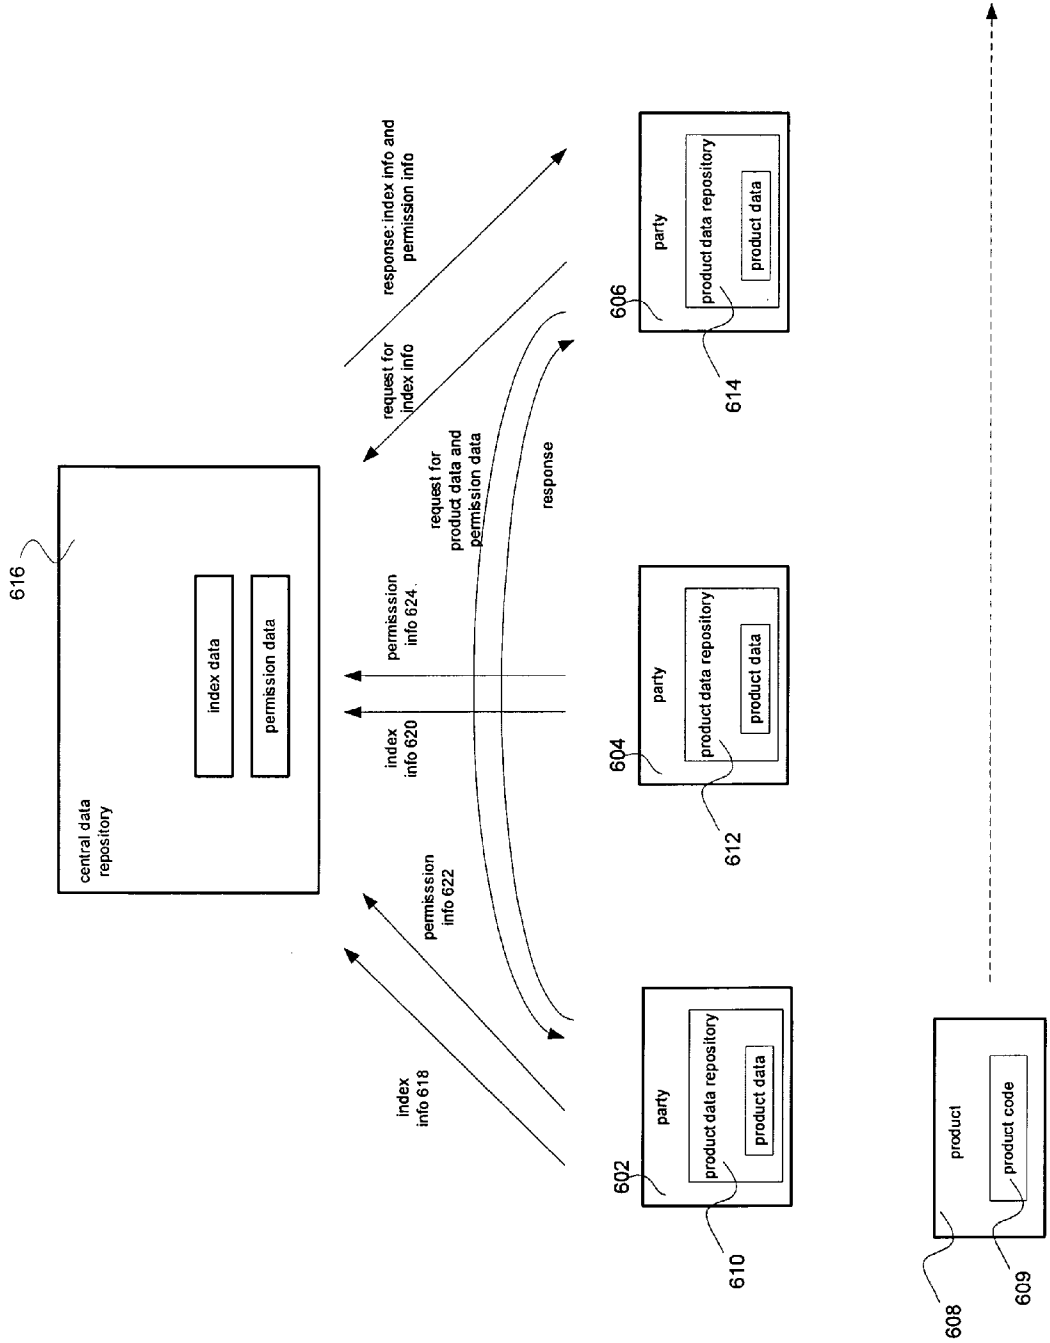 616
central data
repository
index data
permission data
index
info 618
permisssion
info 622
index
info 620
permisssion
info 624
request for
product data and
permission data
response
request for
index info
response: index info and
permission info
602
party
product data repository
product data
610
604
party
product data repository
product data
612
606
party
product data repository
product data
614
product
product code
608
609